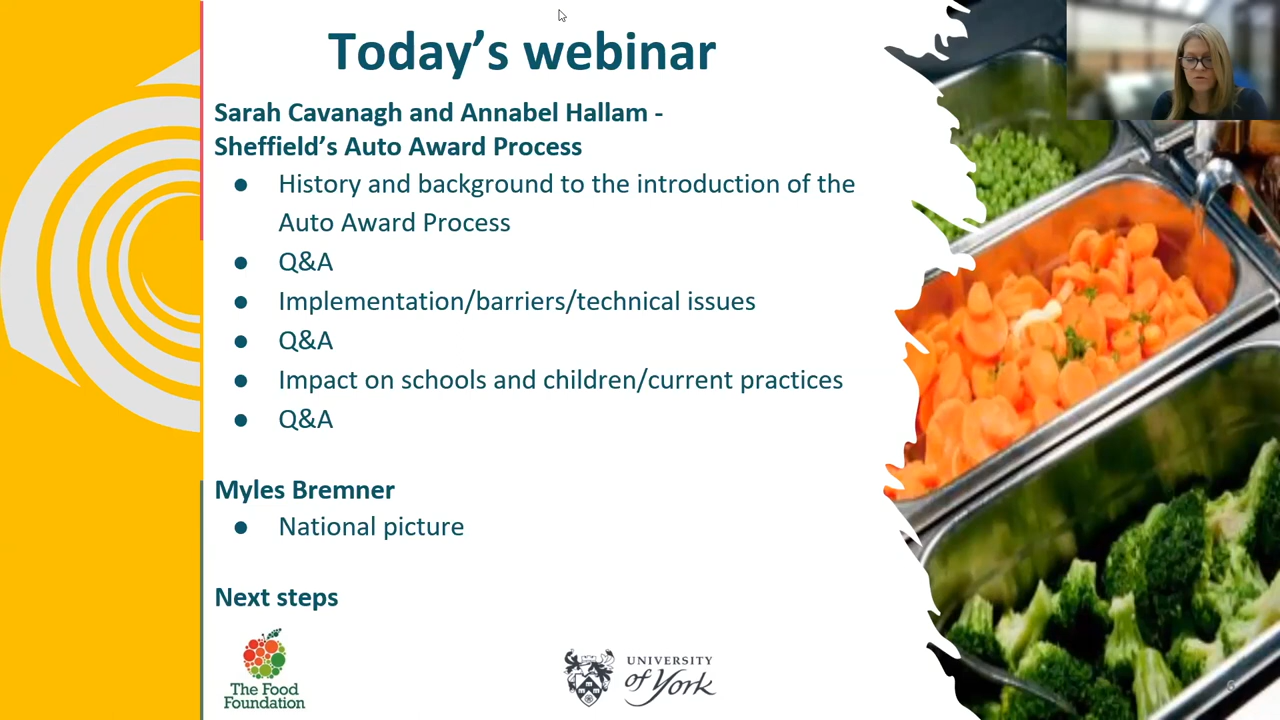 Today's webinar
Sarah Cavanagh and Annabel Hallam -
Sheffield's Auto Award Process
● History and background to the introduction of the
Auto Award Process
● Q&A
● Implementation/barriers/technical issues
● Q&A
● Impact on schools and children/current practices
● Q&A
Myles Bremner
● National picture
Next steps
The Food
Foundation
UNIVERSITY
of York
6